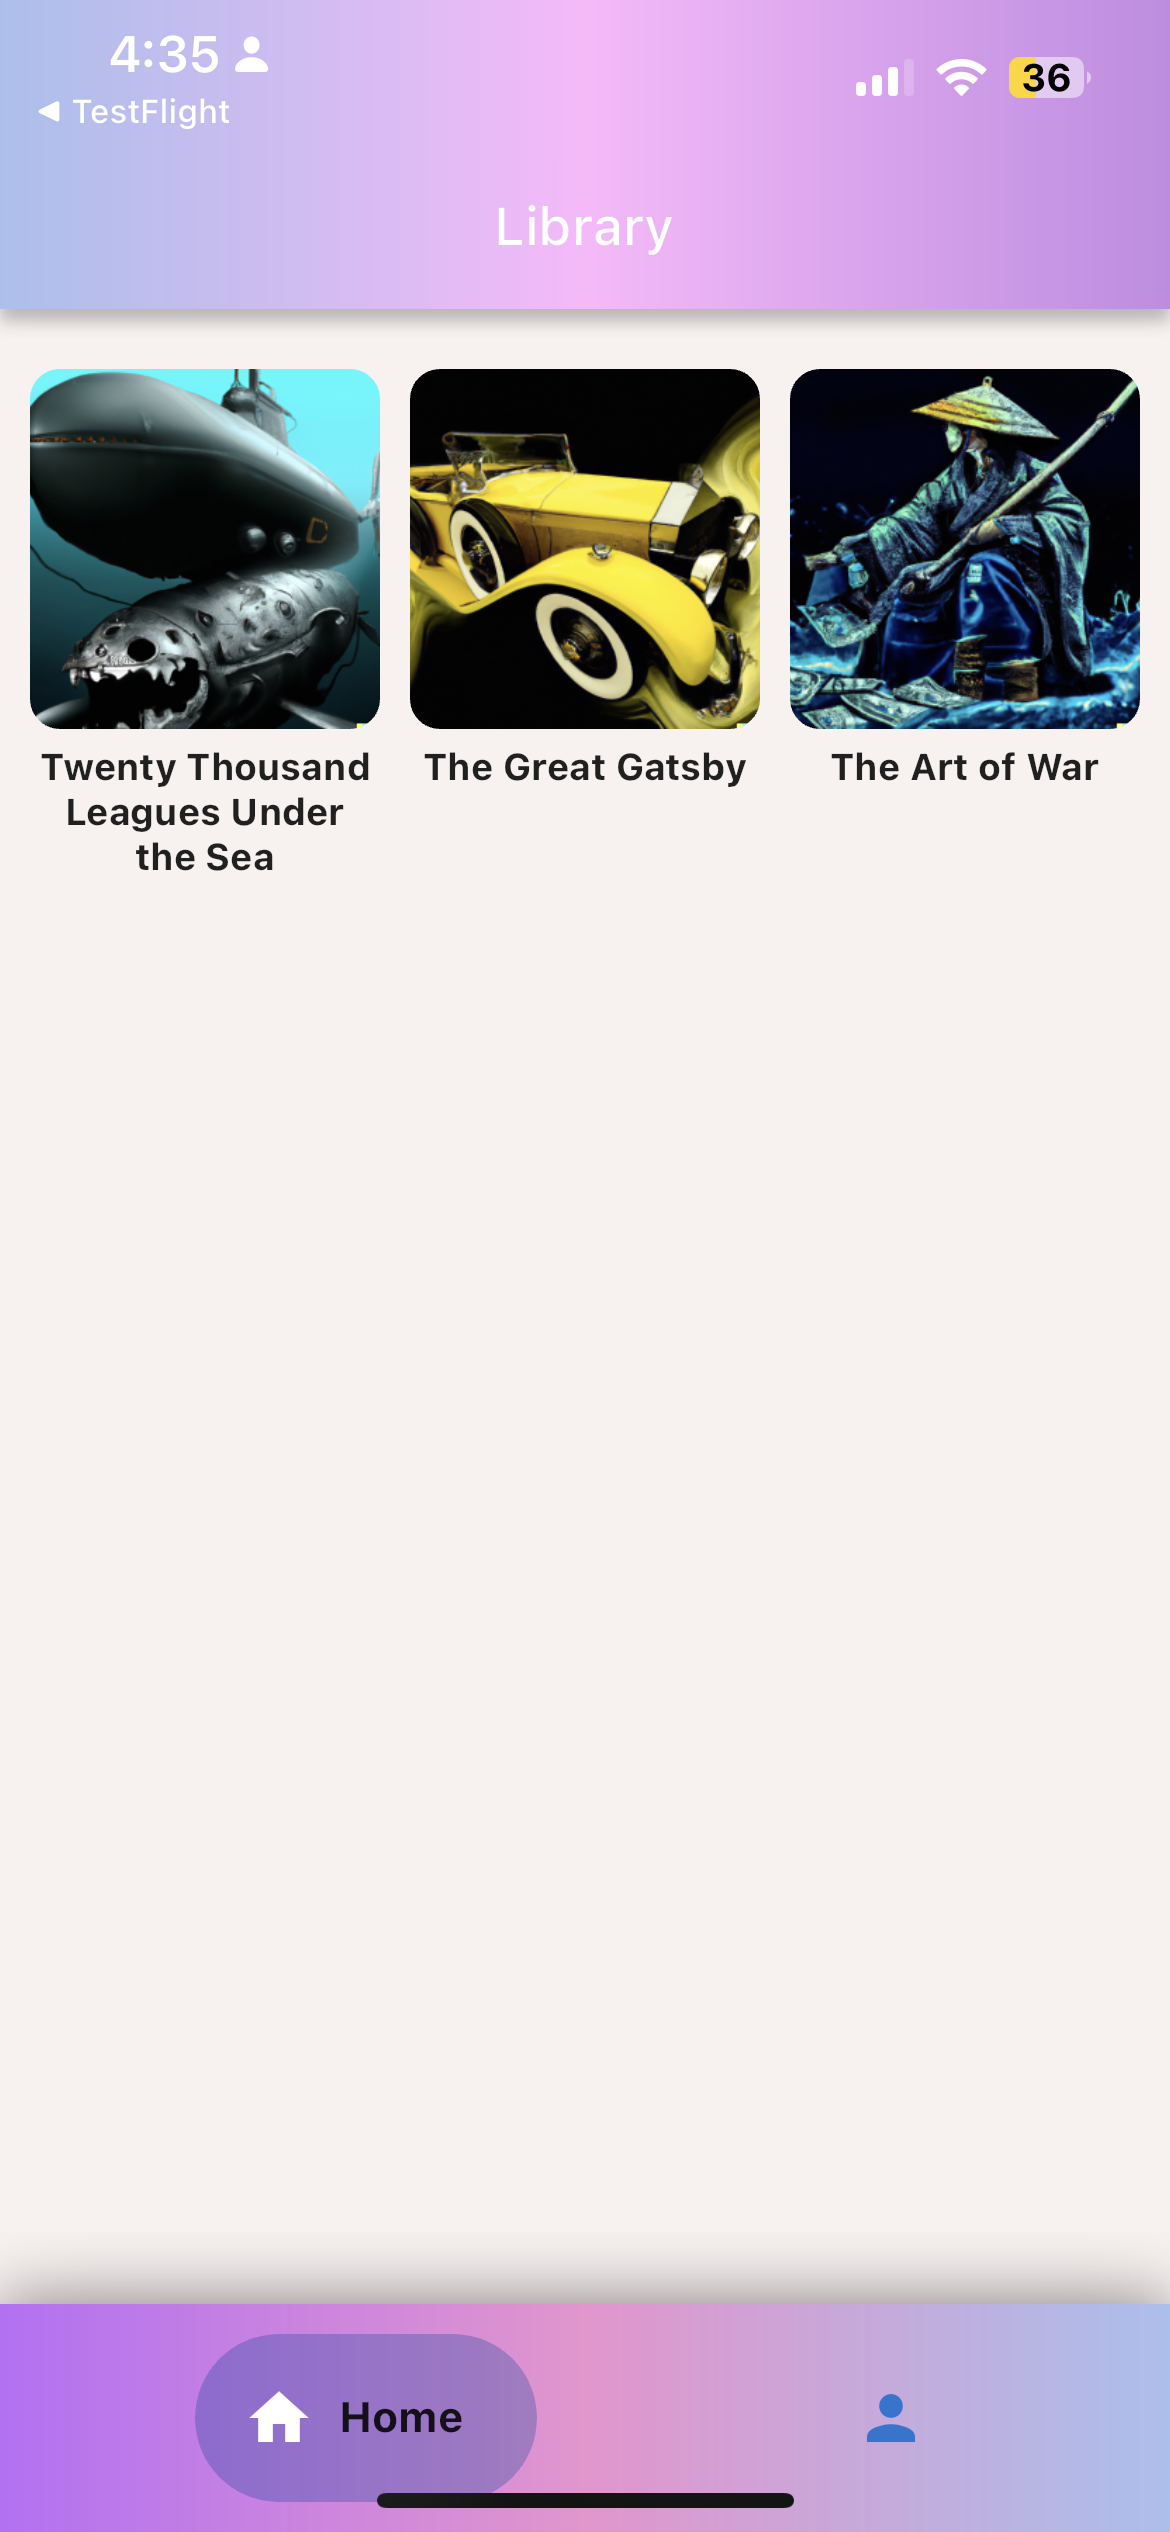 4:35
36
TestFlight
Library
Twenty Thousand
Leagues Under
the Sea
The Great Gatsby
The Art of War
Home